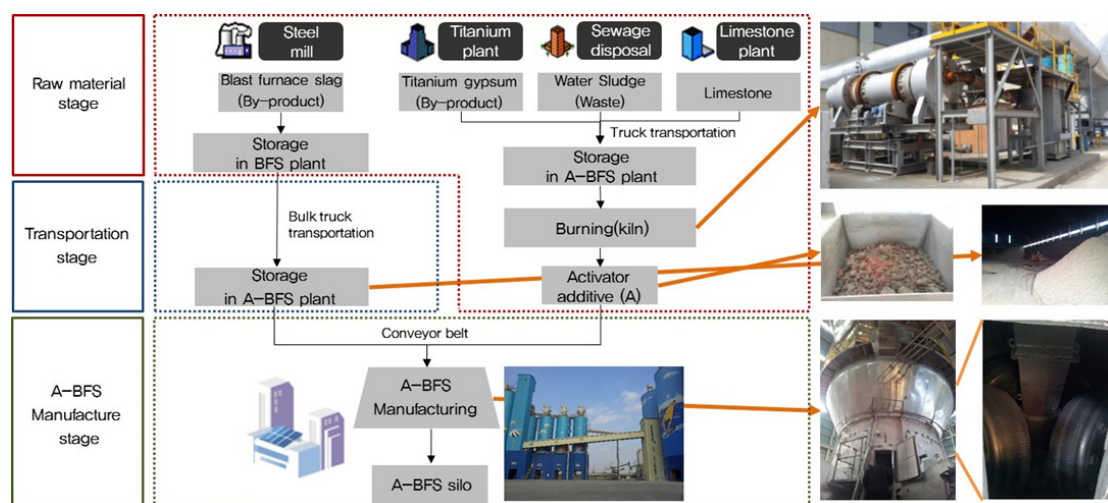 Raw material
stage
Steel
mill
Titanium
plant
Sewage
disposal
Limestone
plant
Blast furnace slag
(By-product)
Titanium gypsum
(By-product)
Water Sludge
(Waste)
Limestone
Truck transportation
Storage
in BFS plant
Storage
in A-BFS plant
Transportation
stage
Bulk truck
transportation
Burning(kiln)
Storage
in A-BFS plant
Activator
additive (A)
A-BFS
Manufacture
stage
Conveyor belt
A-BFS
Manufacturing
A-BFS silo